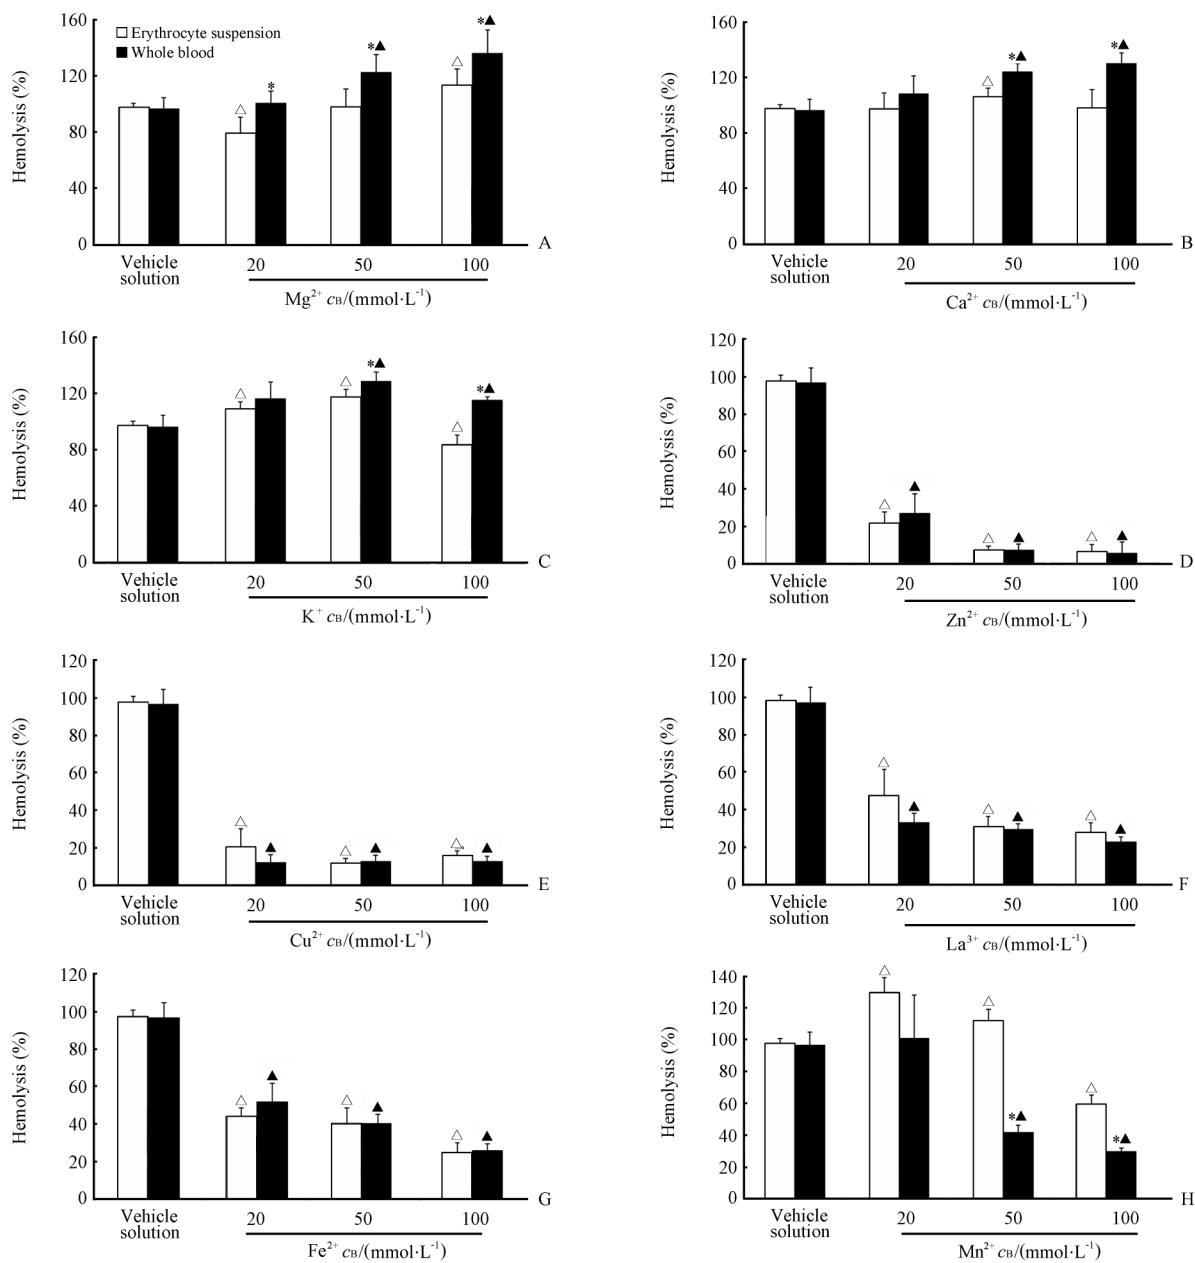 160
120
80
40
0
Hemolysis (%)
□ Erythrocyte suspension
■ Whole blood
△ * *▲ △ *▲
Vehicle
solution
20 50 100
Mg²⁺ cB/(mmol·L⁻¹)
A
160
120
80
40
0
Hemolysis (%)
△ *▲ *▲
Vehicle
solution
20 50 100
Ca²⁺ cB/(mmol·L⁻¹)
B
160
120
80
40
0
Hemolysis (%)
△ △ *▲ △ *▲
Vehicle
solution
20 50 100
K⁺ cB/(mmol·L⁻¹)
C
120
100
80
60
40
20
0
Hemolysis (%)
△ ▲ △ ▲ △ ▲
Vehicle
solution
20 50 100
Zn²⁺ cB/(mmol·L⁻¹)
D
120
100
80
60
40
20
0
Hemolysis (%)
△ ▲ △ ▲ △ ▲
Vehicle
solution
20 50 100
Cu²⁺ cB/(mmol·L⁻¹)
E
120
100
80
60
40
20
0
Hemolysis (%)
△ ▲ △ ▲ △ ▲
Vehicle
solution
20 50 100
La³⁺ cB/(mmol·L⁻¹)
F
120
100
80
60
40
20
0
Hemolysis (%)
△ ▲ △ ▲ △ ▲
Vehicle
solution
20 50 100
Fe²⁺ cB/(mmol·L⁻¹)
G
140
120
100
80
60
40
20
0
Hemolysis (%)
△ △ *▲ △ *▲
Vehicle
solution
20 50 100
Mn²⁺ cB/(mmol·L⁻¹)
H